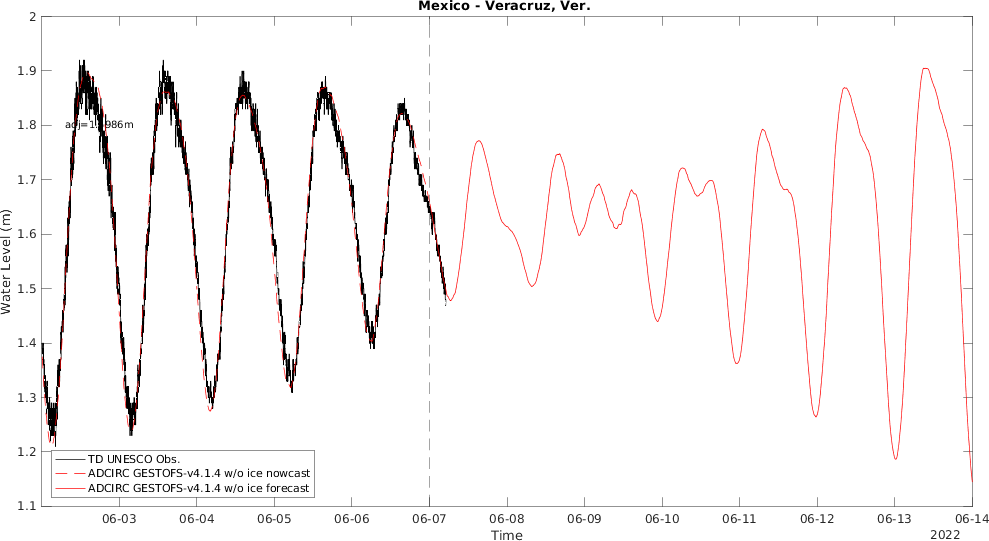 Mexico - Veracruz, Ver.
2
1.9
1.8
1.7
1.6
1.5
1.4
1.3
1.2
1.1
Water Level (m)
TD UNESCO Obs.
ADCIRC GESTOFS-v4.1.4 w/o ice nowcast
ADCIRC GESTOFS-v4.1.4 w/o ice forecast
06-03 06-04 06-05 06-06 06-07 06-08 06-09 06-10 06-11 06-12 06-13 06-14
Time
2022